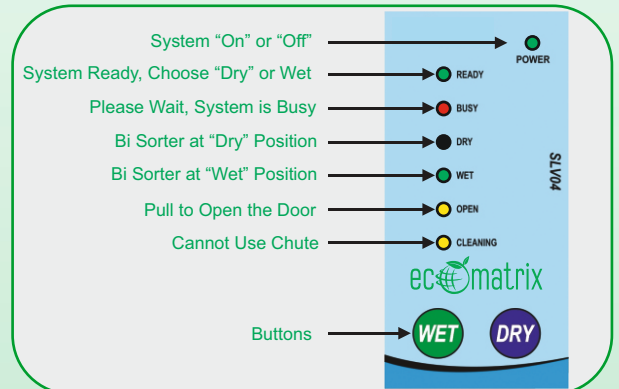 System “On” or “Off”
POWER
System Ready, Choose “Dry” or Wet
READY
Please Wait, System is Busy
BUSY
Bi Sorter at “Dry” Position
DRY
Bi Sorter at “Wet” Position
WET
SLV04
Pull to Open the Door
OPEN
Cannot Use Chute
CLEANING
ecomatrix
Buttons
WET
DRY